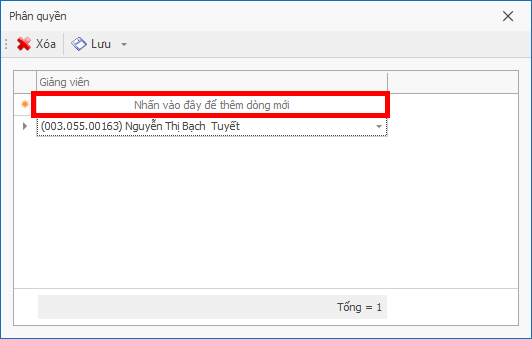 Phân quyền
Xóa Lưu
Giảng viên
Nhấn vào đây để thêm dòng mới
(003.055.00163) Nguyễn Thị Bạch Tuyết
Tổng = 1